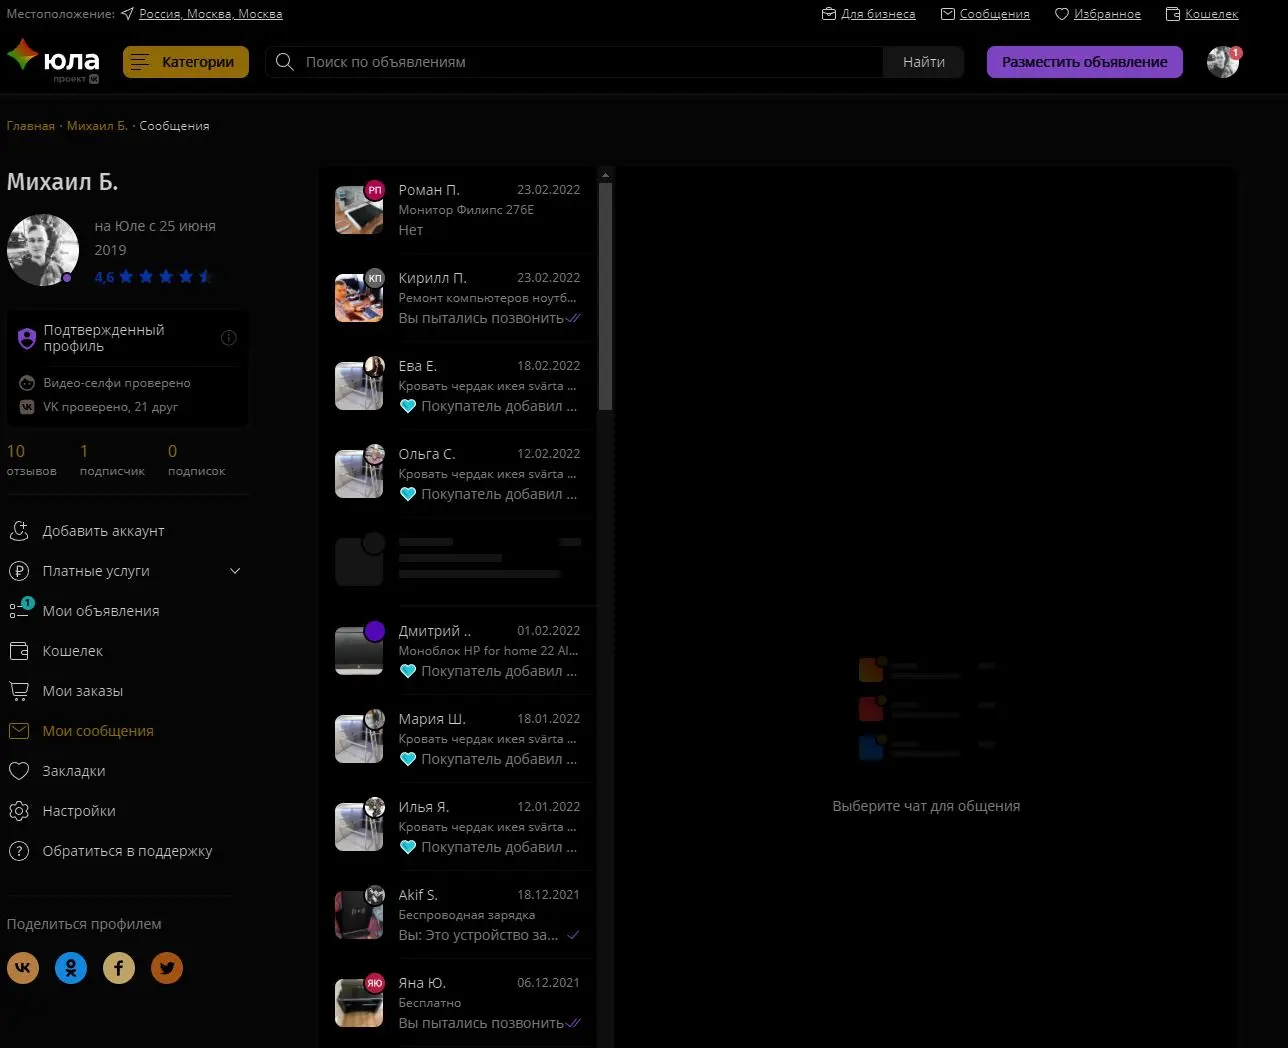 Местоположение: Россия, Москва, Москва
Для бизнеса
Сообщения
Избранное
Кошелек
юла
проект
Категории
Поиск по объявлениям
Найти
Разместить объявление
1
Главная · Михаил Б. · Сообщения
Михаил Б.
на Юле с 25 июня
2019
4,6
Подтвержденный
профиль
Видео-селфи проверено
VK проверено, 21 друг
10
отзывов
1
подписчик
0
подписок
Добавить аккаунт
Платные услуги
1
Мои объявления
Кошелек
Мои заказы
Мои сообщения
Закладки
Настройки
Обратиться в поддержку
Поделиться профилем
РП
Роман П. 23.02.2022
Монитор Филипс 276E
Нет
КП
Кирилл П. 23.02.2022
Ремонт компьютеров ноутб...
Вы пытались позвонить
Ева Е. 18.02.2022
Кровать чердак икея svärta ...
Покупатель добавил ...
Ольга С. 12.02.2022
Кровать чердак икея svärta ...
Покупатель добавил ...
Дмитрий .. 01.02.2022
Моноблок HP for home 22 AI...
Покупатель добавил ...
Мария Ш. 18.01.2022
Кровать чердак икея svärta ...
Покупатель добавил ...
Илья Я. 12.01.2022
Кровать чердак икея svärta ...
Покупатель добавил ...
Akif S. 18.12.2021
Беспроводная зарядка
Вы: Это устройство за...
ЯЮ
Яна Ю. 06.12.2021
Бесплатно
Вы пытались позвонить
Выберите чат для общения